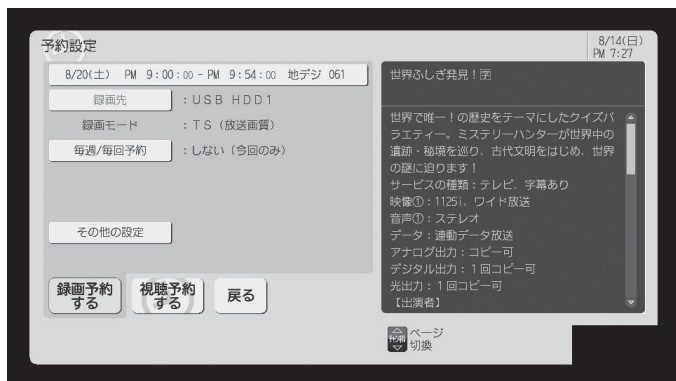 予約設定
8/14(日)
PM 7:27
8/20(土) PM 9:00:00-PM 9:54:00 地デジ 061
録画先 :USB HDD1
録画モード :TS(放送画質)
毎週/毎回予約 :しない(今回のみ)
その他の設定
録画予約
する
視聴予約
する
戻る
世界ふしぎ発見!字
世界で唯一!の歴史をテーマにしたクイズバ
ラエティー。ミステリーハンターが世界中の
遺跡・秘境を巡り、古代文明をはじめ、世界
の謎に迫ります!
サービスの種類:テレビ、字幕あり
映像①:1125i、ワイド放送
音声①:ステレオ
データ:連動データ放送
アナログ出力:コピー可
デジタル出力:1回コピー可
光出力:1回コピー可
【出演者】
チャンネル ページ
切換